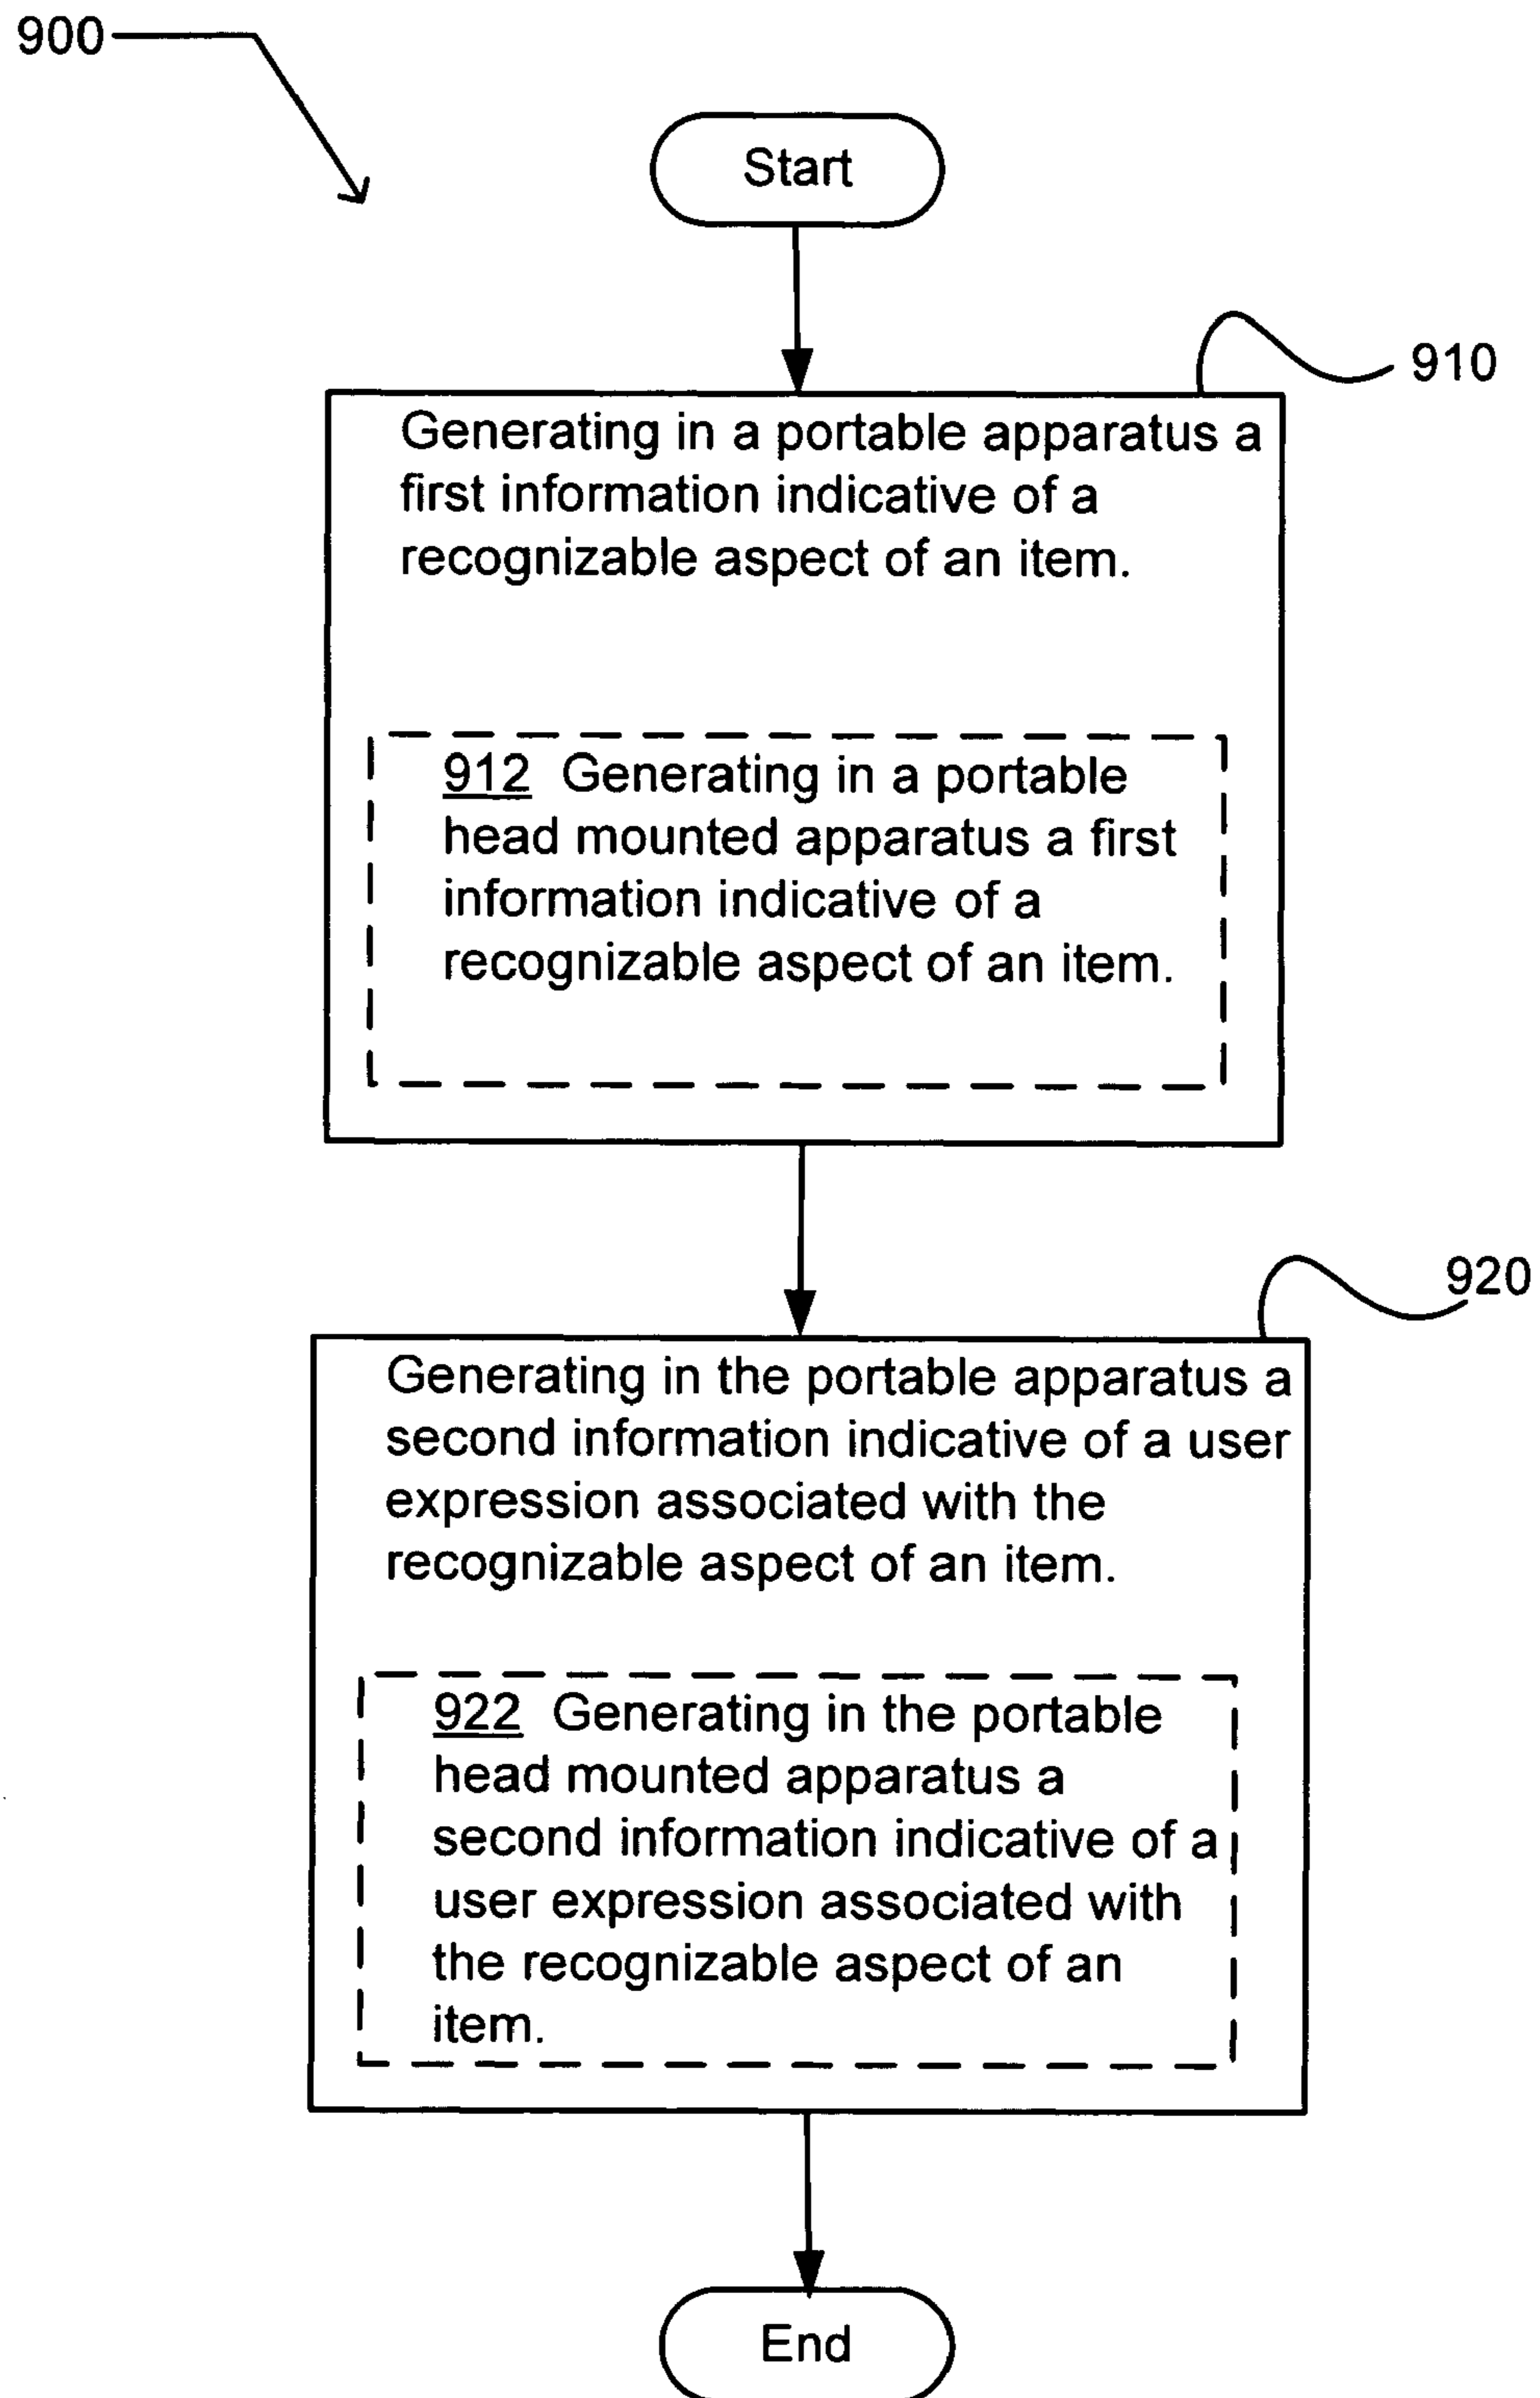 900
Start
910
Generating in a portable apparatus a
first information indicative of a
recognizable aspect of an item.
912 Generating in a portable
head mounted apparatus a first
information indicative of a
recognizable aspect of an item.
920
Generating in the portable apparatus a
second information indicative of a user
expression associated with the
recognizable aspect of an item.
922 Generating in the portable
head mounted apparatus a
second information indicative of a
user expression associated with
the recognizable aspect of an
item.
End